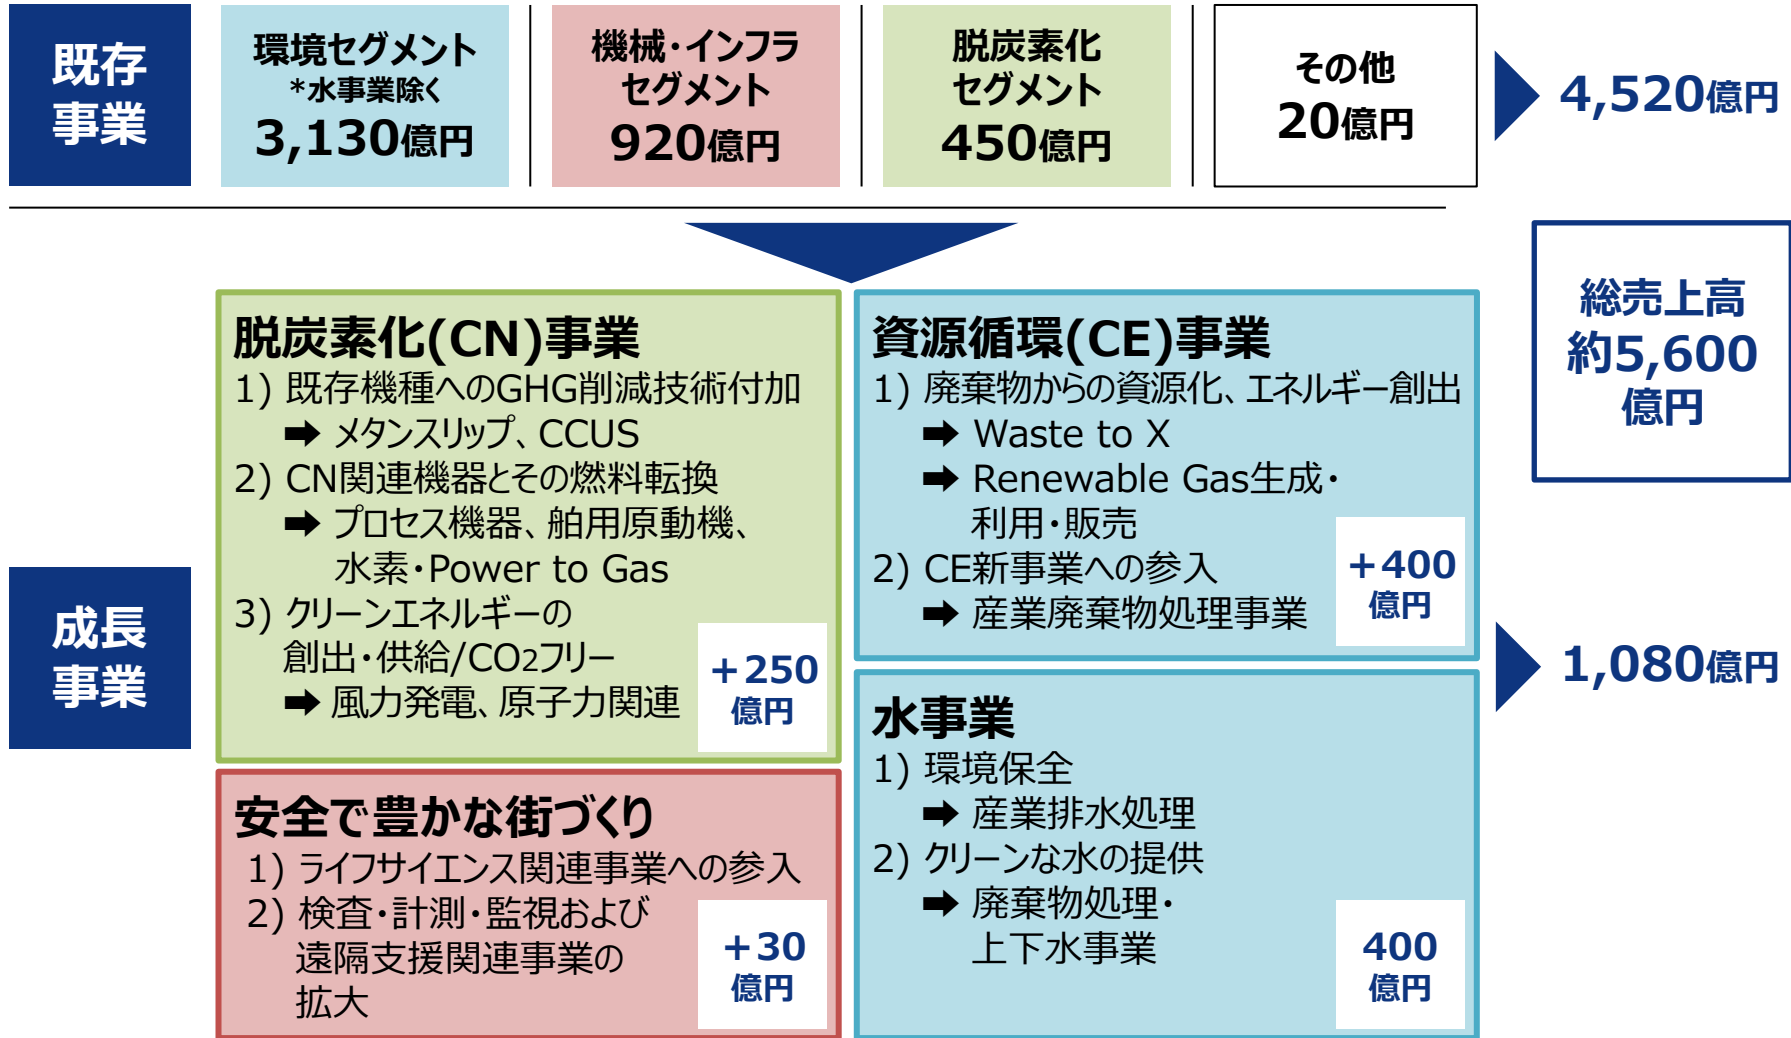 既存
事業
環境セグメント
*水事業除く
3,130億円
機械・インフラ
セグメント
920億円
脱炭素化
セグメント
450億円
その他
20億円
4,520億円
総売上高
約5,600
億円
成長
事業
脱炭素化(CN)事業
1) 既存機種へのGHG削減技術付加
➡ メタンスリップ、CCUS
2) CN関連機器とその燃料転換
➡ プロセス機器、舶用原動機、
水素・Power to Gas
3) クリーンエネルギーの
創出・供給/CO2フリー
➡ 風力発電、原子力関連
+250
億円
資源循環(CE)事業
1) 廃棄物からの資源化、エネルギー創出
➡ Waste to X
➡ Renewable Gas生成・
利用・販売
2) CE新事業への参入
➡ 産業廃棄物処理事業
+400
億円
安全で豊かな街づくり
1) ライフサイエンス関連事業への参入
2) 検査・計測・監視および
遠隔支援関連事業の
拡大
+30
億円
水事業
1) 環境保全
➡ 産業排水処理
2) クリーンな水の提供
➡ 廃棄物処理・
上下水事業
400
億円
1,080億円